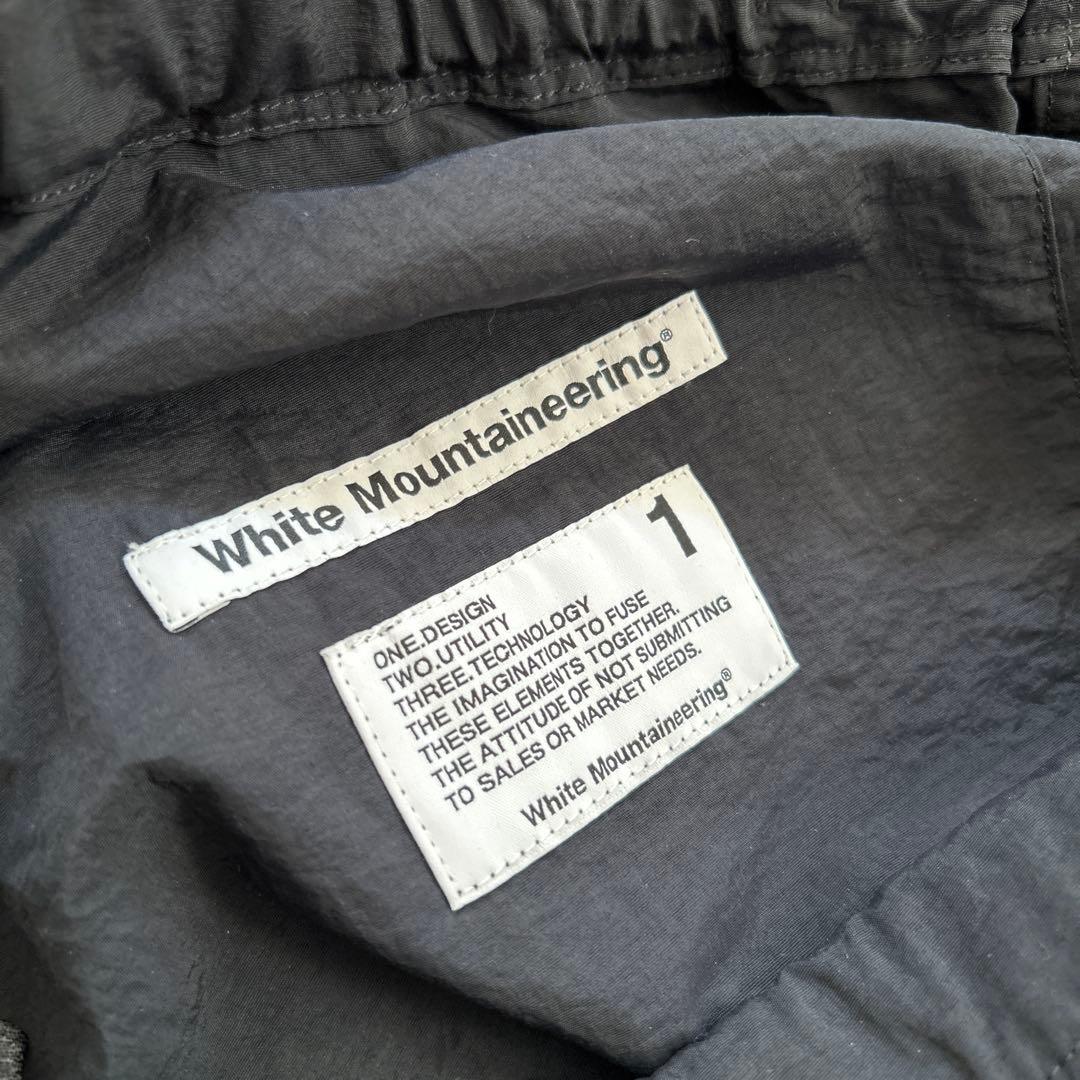 White Mountaineering®
1
ONE.DESIGN
TWO.UTILITY
THREE.TECHNOLOGY
THE IMAGINATION TO FUSE
THESE ELEMENTS TOGETHER.
THE ATTITUDE OF NOT SUBMITTING
TO SALES OR MARKET NEEDS.
White Mountaineering®